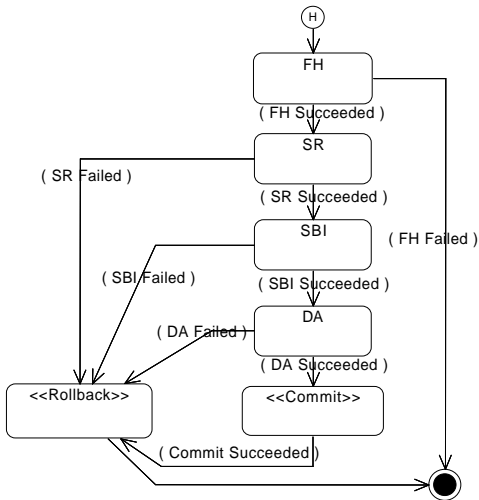 H
FH
( FH Succeeded )
SR
( SR Failed )
( SR Succeeded )
SBI
( FH Failed )
( SBI Failed )
( SBI Succeeded )
DA
( DA Failed )
( DA Succeeded )
<<Rollback>>
<<Commit>>
( Commit Succeeded )